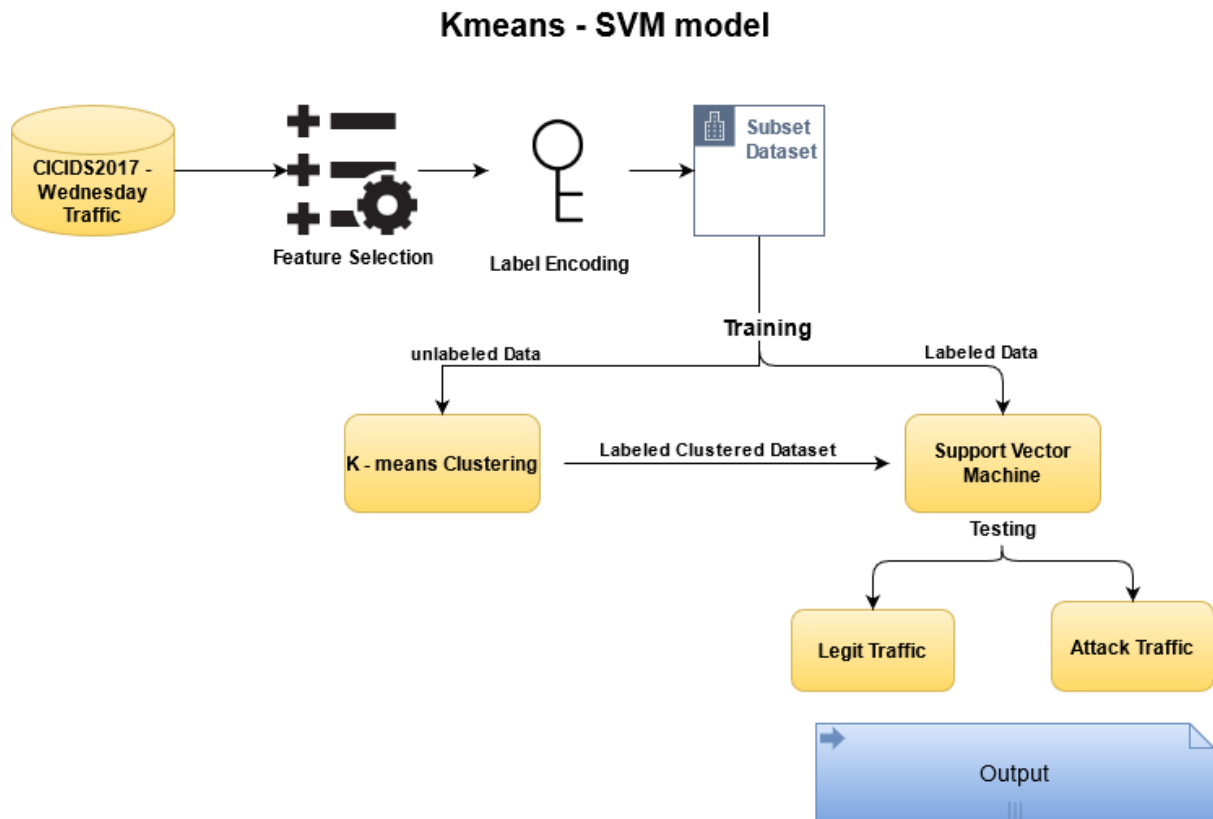 Kmeans - SVM model
CICIDS2017 -
Wednesday
Traffic
Feature Selection
Label Encoding
Subset
Dataset
Training
unlabeled Data
Labeled Data
K - means Clustering
Labeled Clustered Dataset
Support Vector
Machine
Testing
Legit Traffic
Attack Traffic
Output